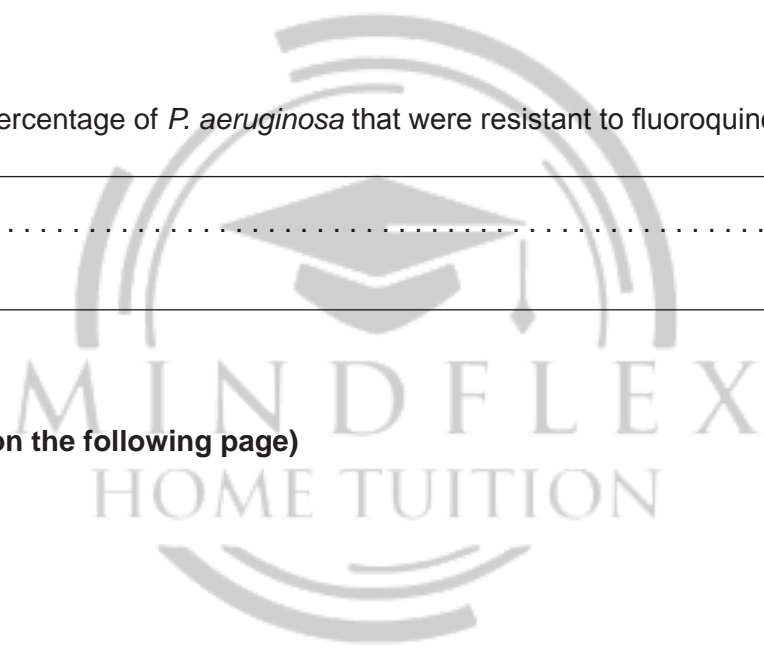 ercentage of P. aeruginosa that were resistant to fluoroquin
. . . . . . . . . . . . . . . . . . . . . . . . . . . . . . . . . . . . . . . . . . . . . . .
MINDFLEX
on the following page)
HOME TUITION